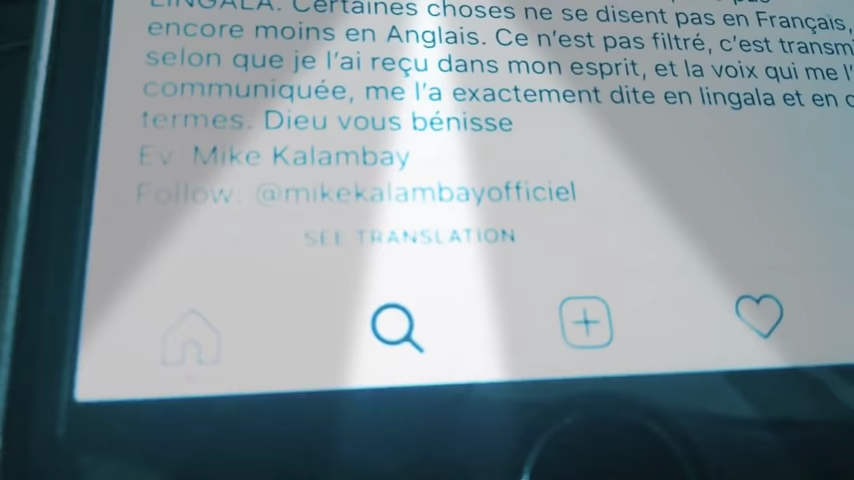 LINGALA. Certaines choses ne se disent pas en Français,
encore moins en Anglais. Ce n'est pas filtré, c'est transm
selon que je l'ai reçu dans mon esprit, et la voix qui me l'
communiquée, me l'a exactement dite en lingala et en c
termes. Dieu vous bénisse
Ev. Mike Kalambay
Follow: @mikekalambayofficiel
SEE TRANSLATION